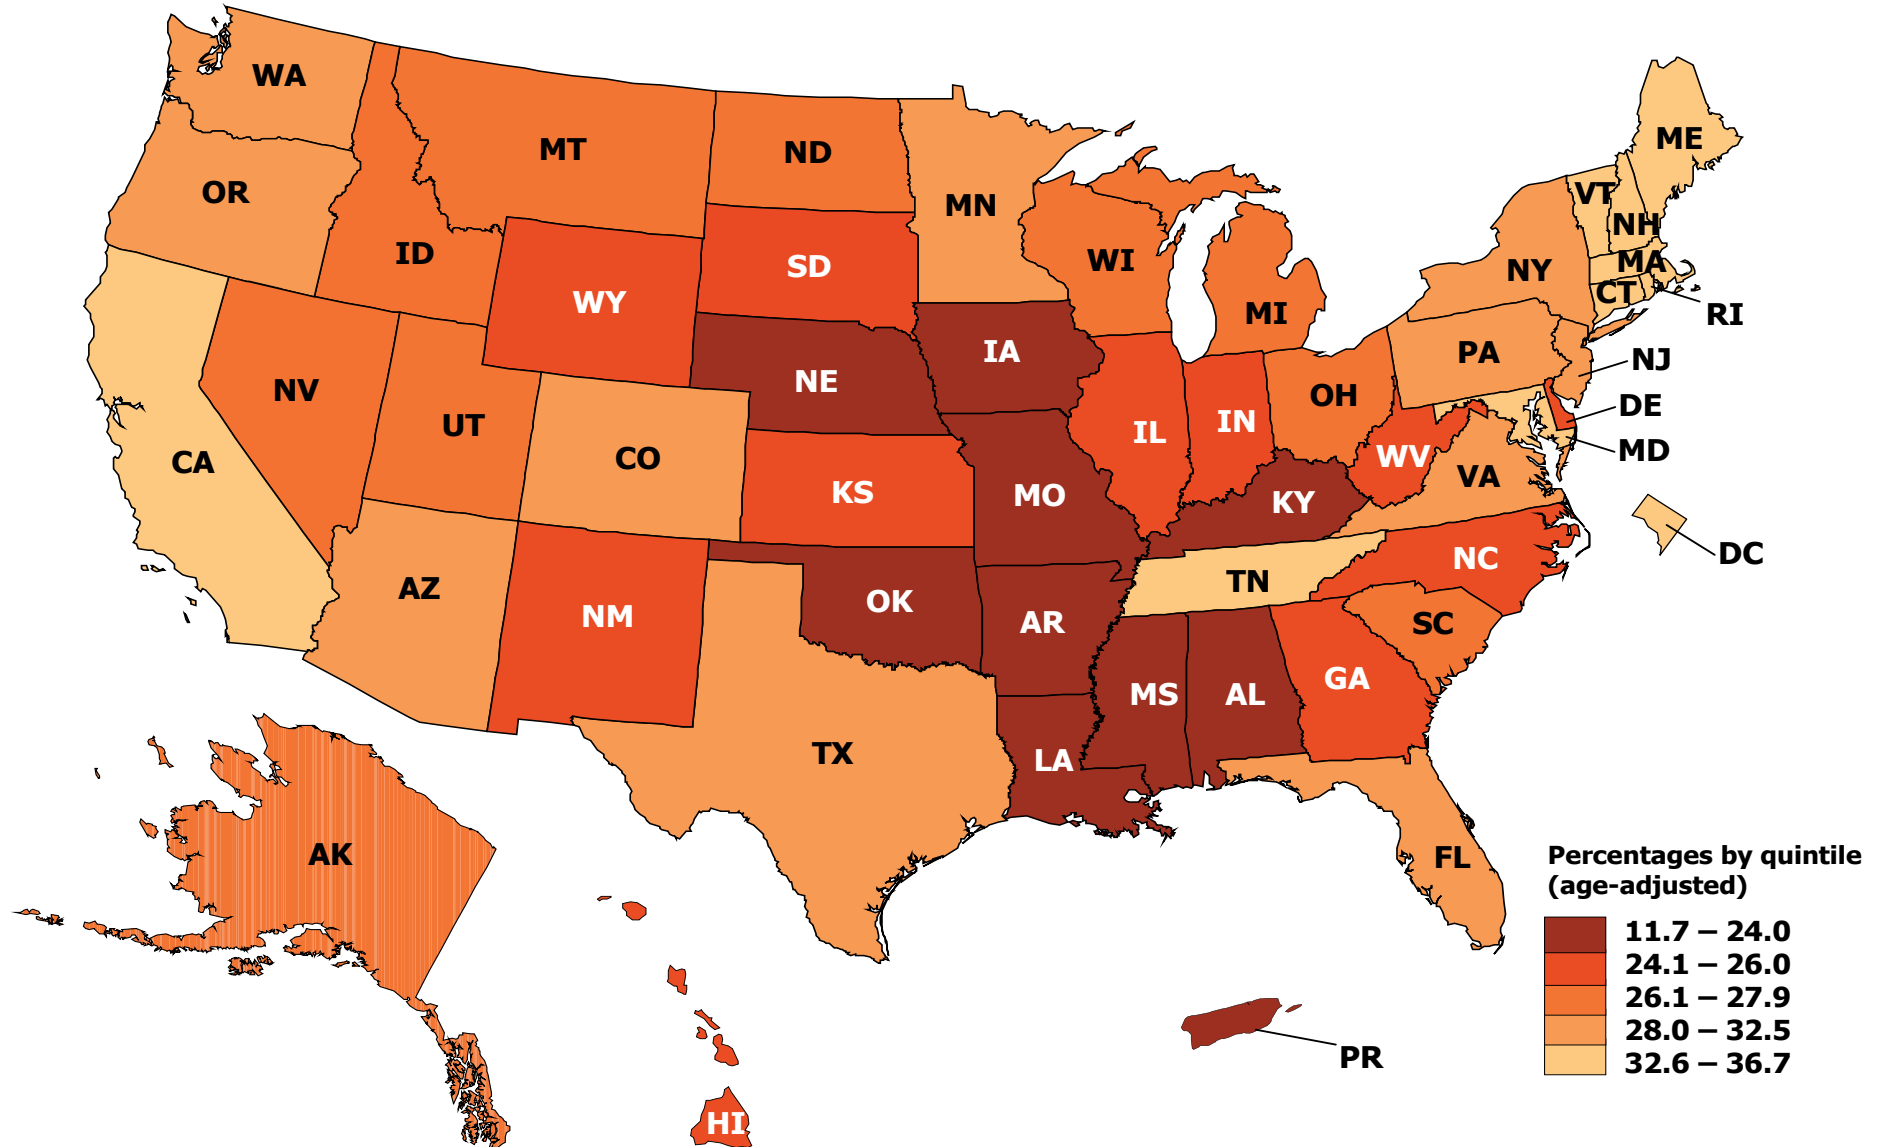 WA
MT
ND
ME
OR
MN
VT
NH
ID
SD
WI
NY
MA
CT
WY
MI
RI
IA
PA
NJ
NE
NV
OH
DE
UT
IN
IL
CO
WV
MD
CA
VA
KS
MO
KY
DC
NC
TN
AZ
OK
NM
AR
SC
GA
MS
AL
TX
LA
AK
FL
Percentages by quintile
(age-adjusted)
11.7 – 24.0
24.1 – 26.0
26.1 – 27.9
28.0 – 32.5
32.6 – 36.7
PR
HI